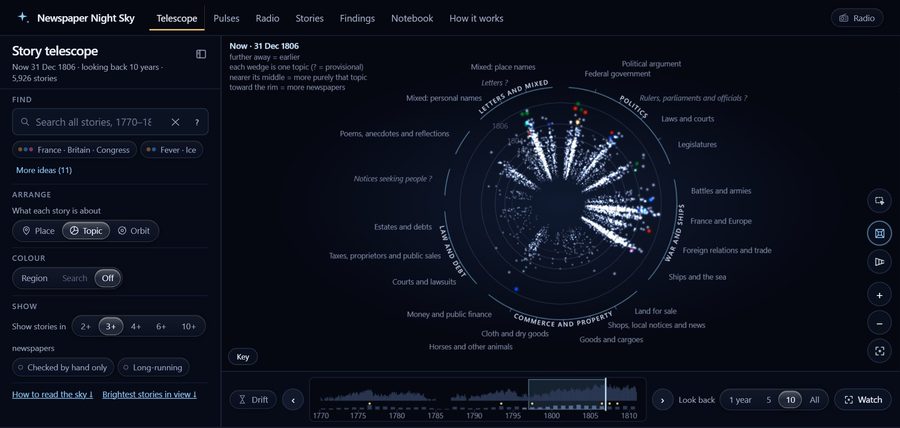 Newspaper Night Sky
Telescope
Pulses
Radio
Stories
Findings
Notebook
How it works
Radio
Story telescope
Now 31 Dec 1806 · looking back 10 years ·
5,926 stories
FIND
Search all stories, 1770–18
?
France · Britain · Congress
Fever · Ice
More ideas (11)
ARRANGE
What each story is about
Place
Topic
Orbit
COLOUR
Region
Search
Off
SHOW
Show stories in
2+
3+
4+
6+
10+
newspapers
Checked by hand only
Long-running
How to read the sky ↓
Brightest stories in view ↓
Now · 31 Dec 1806
further away = earlier
each wedge is one topic (? = provisional)
nearer its middle = more purely that topic
toward the rim = more newspapers
Mixed: place names
Letters ?
Mixed: personal names
Poems, anecdotes and reflections
Notices seeking people ?
Estates and debts
Taxes, proprietors and public sales
Courts and lawsuits
Money and public finance
Cloth and dry goods
Horses and other animals
Political argument
Federal government
Rulers, parliaments and officials ?
Laws and courts
Legislatures
Battles and armies
France and Europe
Foreign relations and trade
Ships and the sea
Land for sale
Shops, local notices and news
Goods and cargoes
LETTERS AND MIXED
POLITICS
WAR AND SHIPS
COMMERCE AND PROPERTY
LAW AND DEBT
1806
Key
Drift
1770
1775
1780
1785
1790
1795
1800
1805
1810
Look back
1 year
5
10
All
Watch